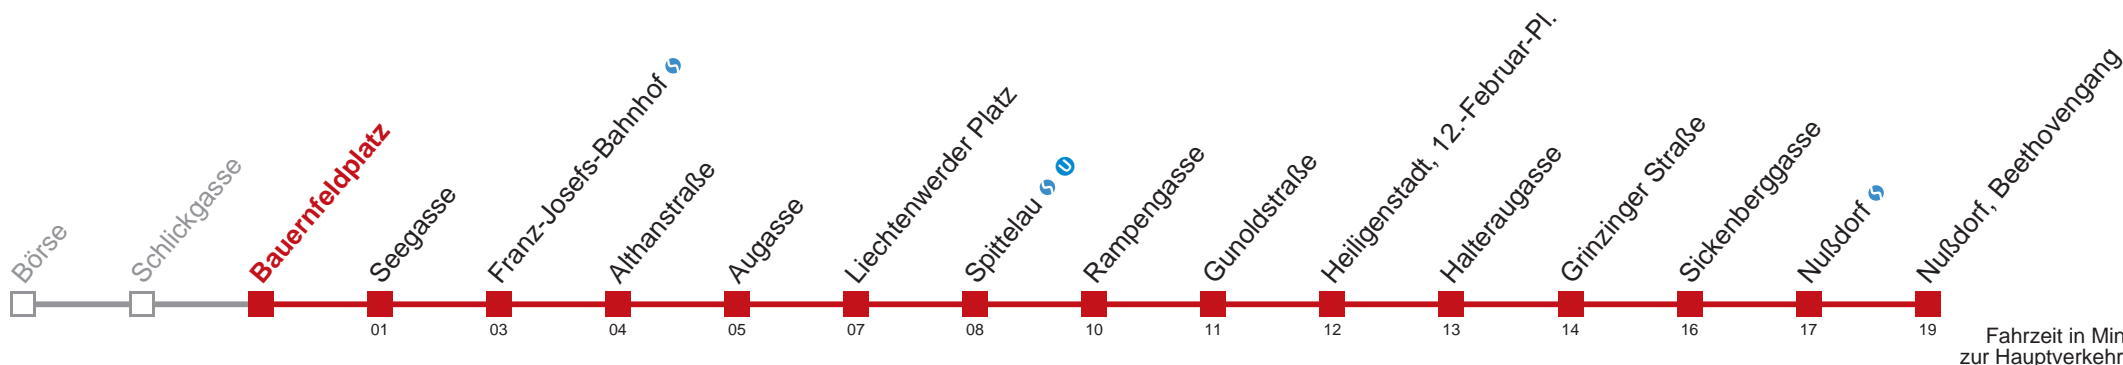 Börse
Schlickgasse
Bauernfeldplatz
Seegasse
Franz-Josefs-Bahnhof
Althanstraße
Augasse
Liechtenwerder Platz
Spittelau U
Rampengasse
Gunoldstraße
Heiligenstadt, 12.-Februar-Pl.
Halteraugasse
Grinzinger Straße
Sickenberggasse
Nußdorf
Nußdorf, Beethovengang
01 03 04 05 07 08 10 11 12 13 14 16 17 19
Fahrzeit in Min
zur Hauptverkehr